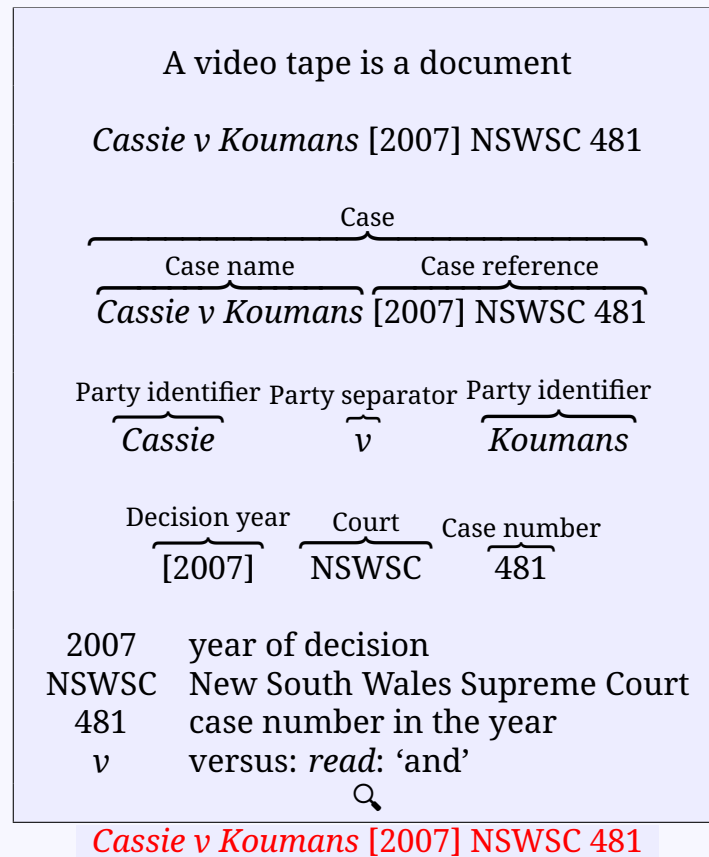 A video tape is a document
Cassie v Koumans [2007] NSWSC 481
Case
Case name Case reference
Cassie v Koumans [2007] NSWSC 481
Party identifier Party separator Party identifier
Cassie v Koumans
Decision year Court Case number
[2007] NSWSC 481
2007 year of decision
NSWSC New South Wales Supreme Court
481 case number in the year
v versus: read: ‘and’
Cassie v Koumans [2007] NSWSC 481